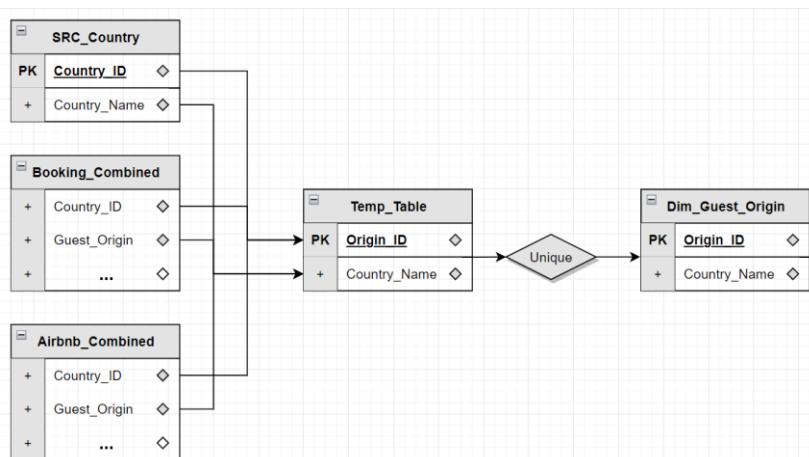 SRC_Country
PK Country_ID
+ Country_Name
Booking_Combined
+ Country_ID
+ Guest_Origin
+ ...
Airbnb_Combined
+ Country_ID
+ Guest_Origin
+ ...
Temp_Table
PK Origin_ID
+ Country_Name
Unique
Dim_Guest_Origin
PK Origin_ID
+ Country_Name